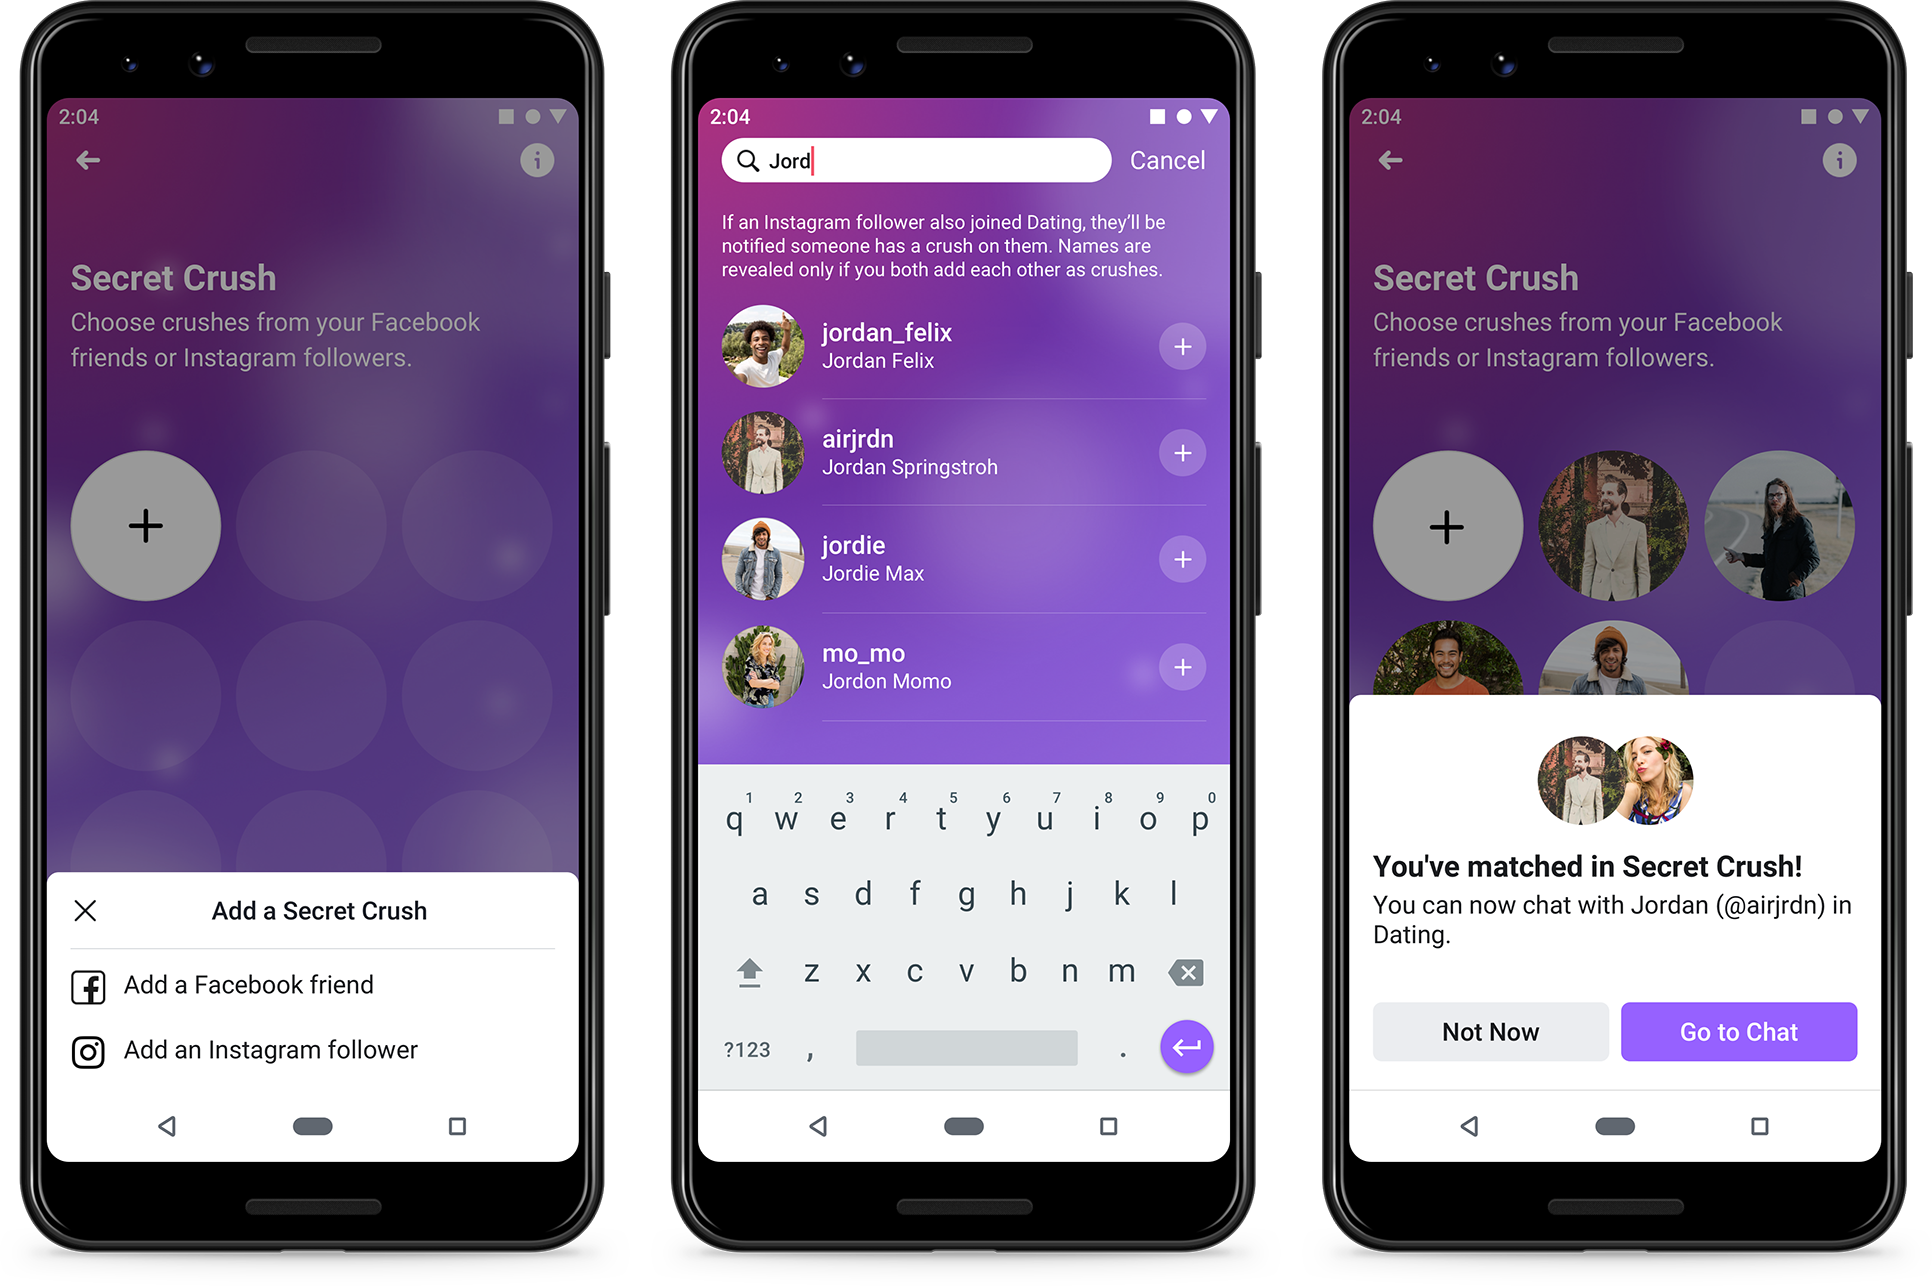 2:04
Secret Crush
Choose crushes from your Facebook
friends or Instagram followers.
Add a Secret Crush
Add a Facebook friend
Add an Instagram follower
2:04
Jord
Cancel
If an Instagram follower also joined Dating, they’ll be
notified someone has a crush on them. Names are
revealed only if you both add each other as crushes.
jordan_felix
Jordan Felix
airjrdn
Jordan Springstroh
jordie
Jordie Max
mo_mo
Jordon Momo
1 2 3 4 5 6 7 8 9 0
q w e r t y u i o p
a s d f g h j k l
z x c v b n m
?123 , .
2:04
Secret Crush
Choose crushes from your Facebook
friends or Instagram followers.
You've matched in Secret Crush!
You can now chat with Jordan (@airjrdn) in
Dating.
Not Now
Go to Chat